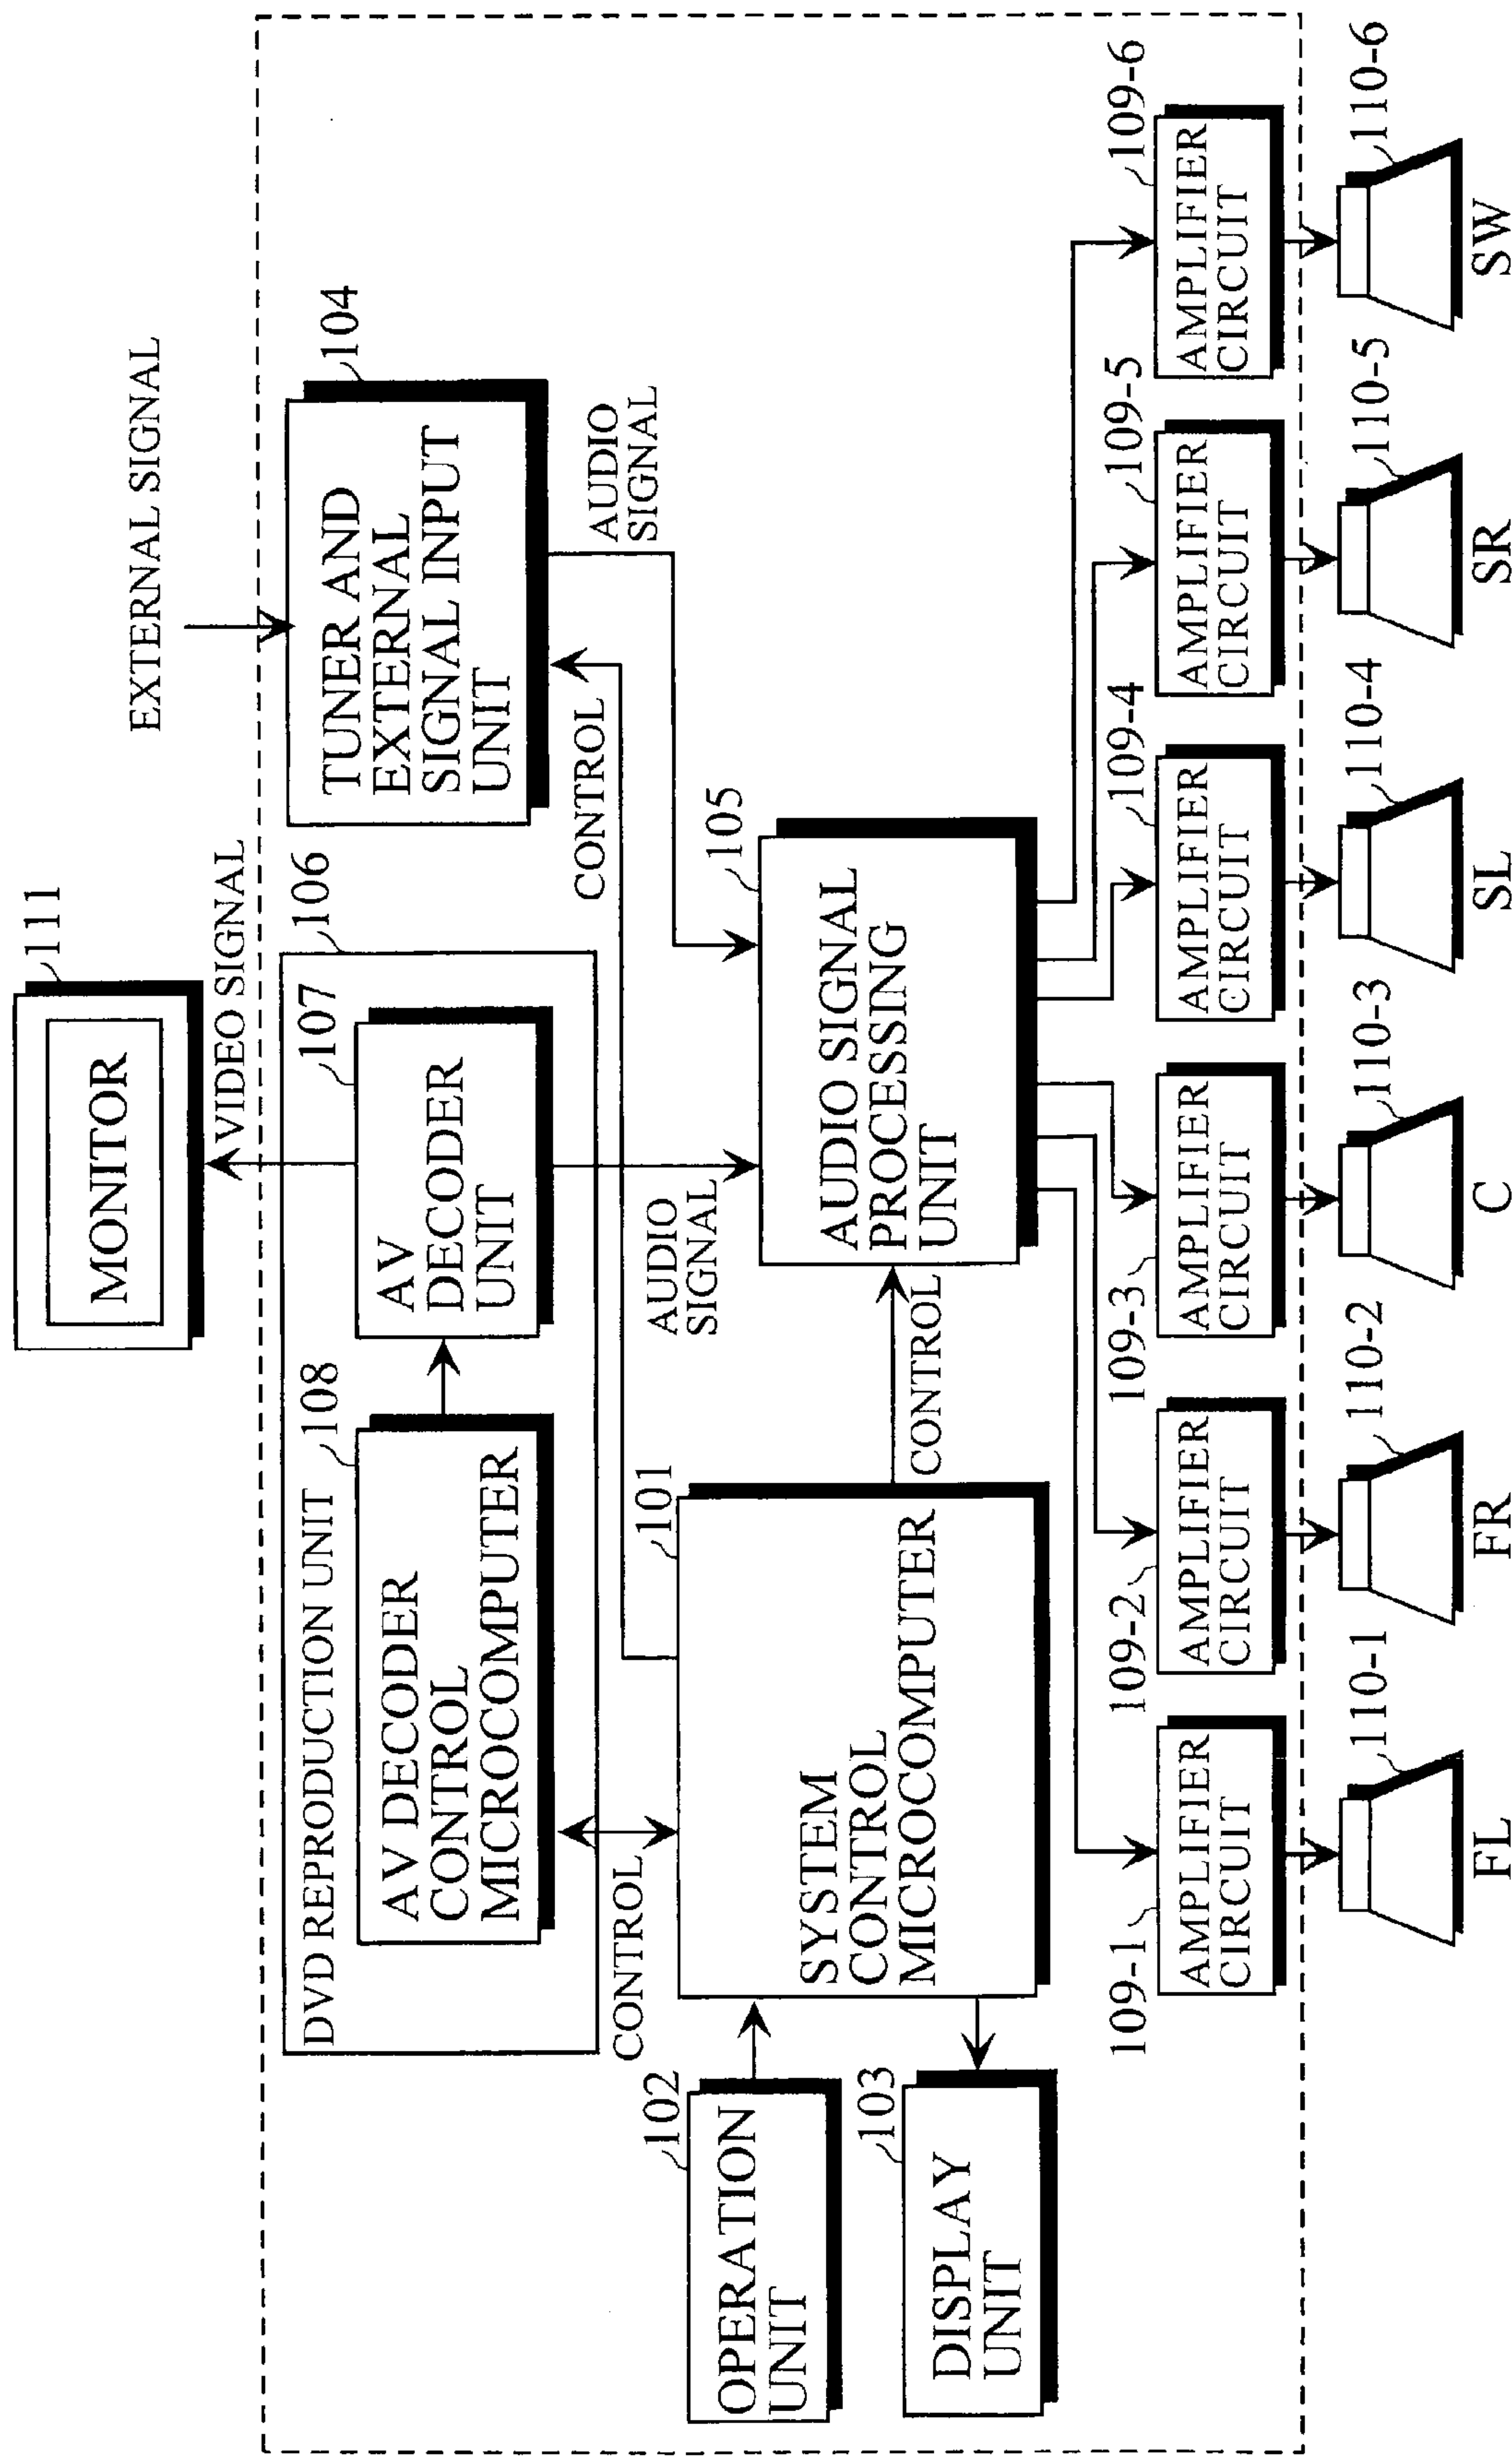 MONITOR
111
VIDEO SIGNAL
EXTERNAL SIGNAL
DVD REPRODUCTION UNIT
108
AV DECODER
CONTROL
MICROCOMPUTER
107
AV
DECODER
UNIT
106
104
TUNER AND
EXTERNAL
SIGNAL INPUT
UNIT
CONTROL
CONTROL
AUDIO
SIGNAL
AUDIO
SIGNAL
102
OPERATION
UNIT
101
SYSTEM
CONTROL
MICROCOMPUTER
103
DISPLAY
UNIT
CONTROL
105
AUDIO SIGNAL
PROCESSING
UNIT
109-1
AMPLIFIER
CIRCUIT
109-2
AMPLIFIER
CIRCUIT
109-3
AMPLIFIER
CIRCUIT
109-4
AMPLIFIER
CIRCUIT
109-5
AMPLIFIER
CIRCUIT
109-6
AMPLIFIER
CIRCUIT
110-1
110-2
110-3
110-4
110-5
110-6
FL
FR
C
SL
SR
SW